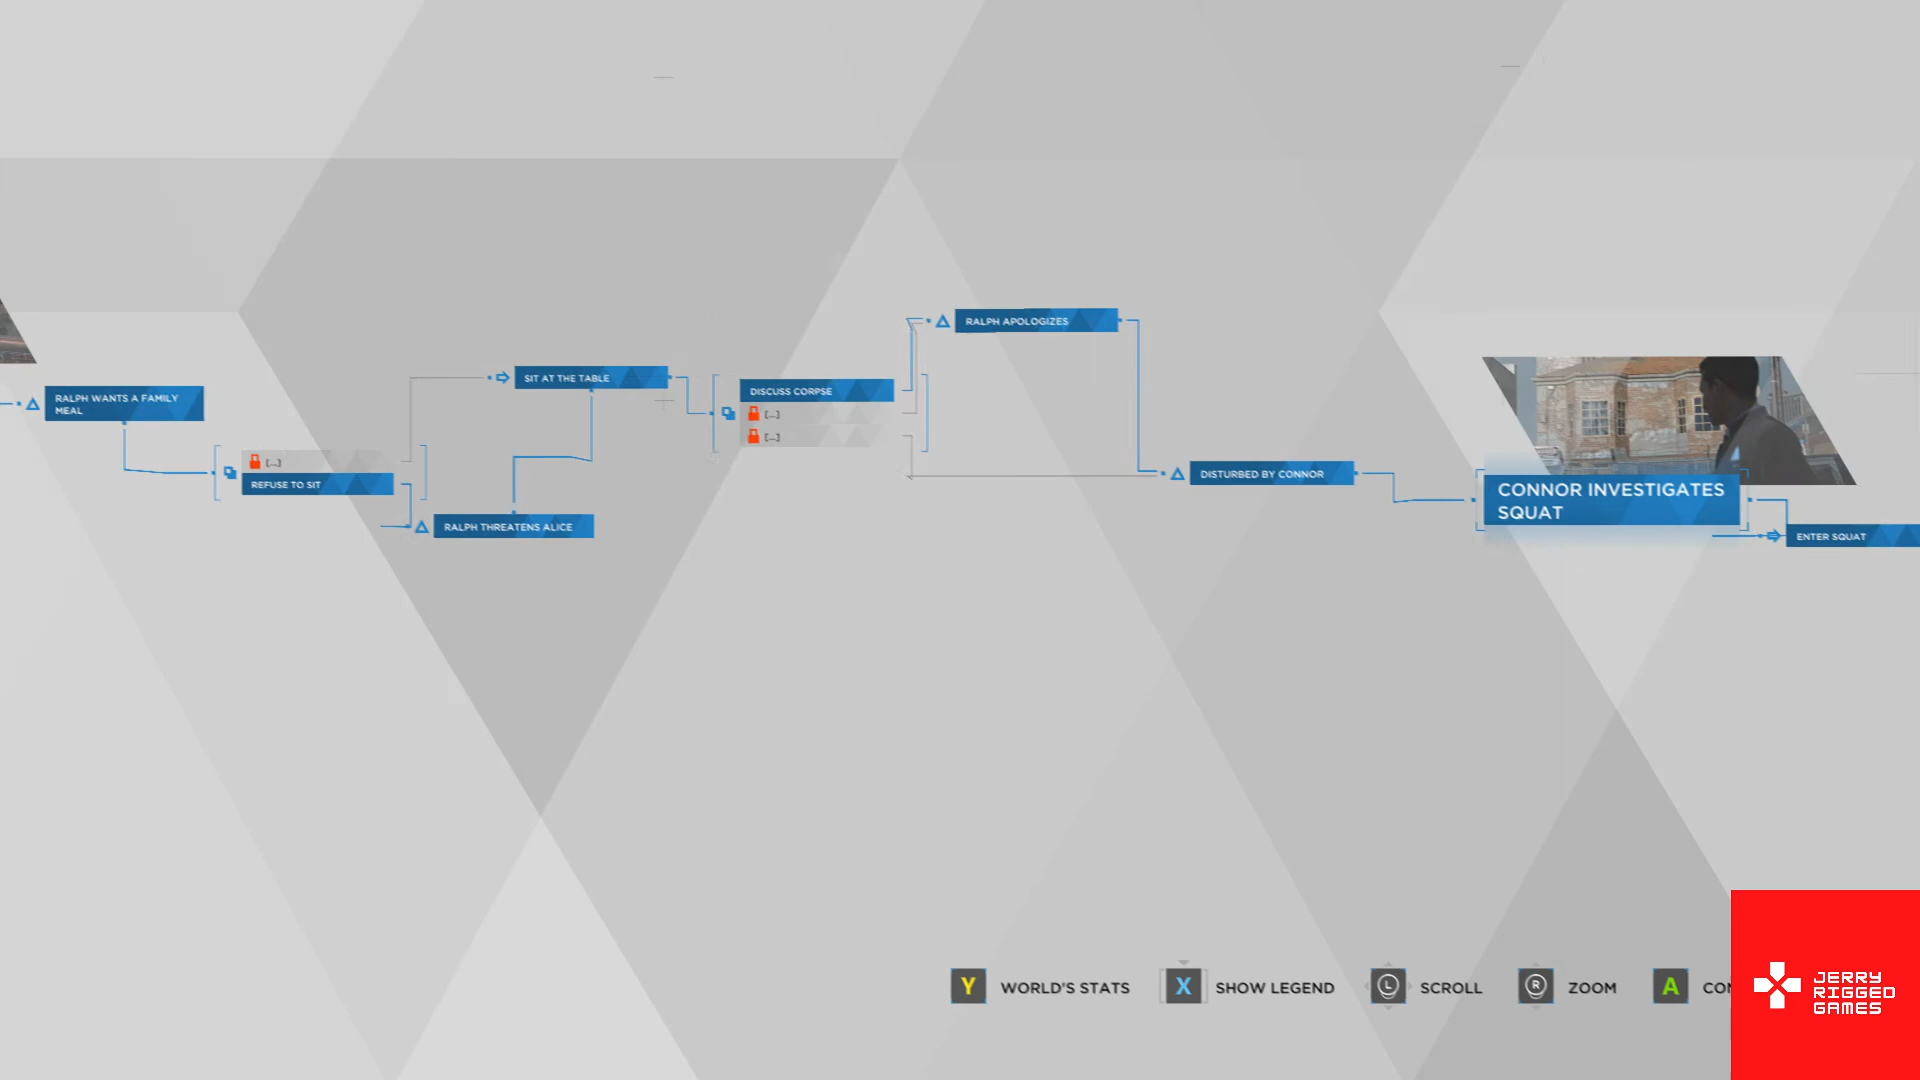 RALPH APOLOGIZES
SIT AT THE TABLE
DISCUSS CORPSE
[...]
[...]
RALPH WANTS A FAMILY
MEAL
[...]
REFUSE TO SIT
RALPH THREATENS ALICE
DISTURBED BY CONNOR
CONNOR INVESTIGATES
SQUAT
ENTER SQUAT
Y WORLD'S STATS
X SHOW LEGEND
L SCROLL
R ZOOM
A CON
JERRY
RIGGED
GAMES